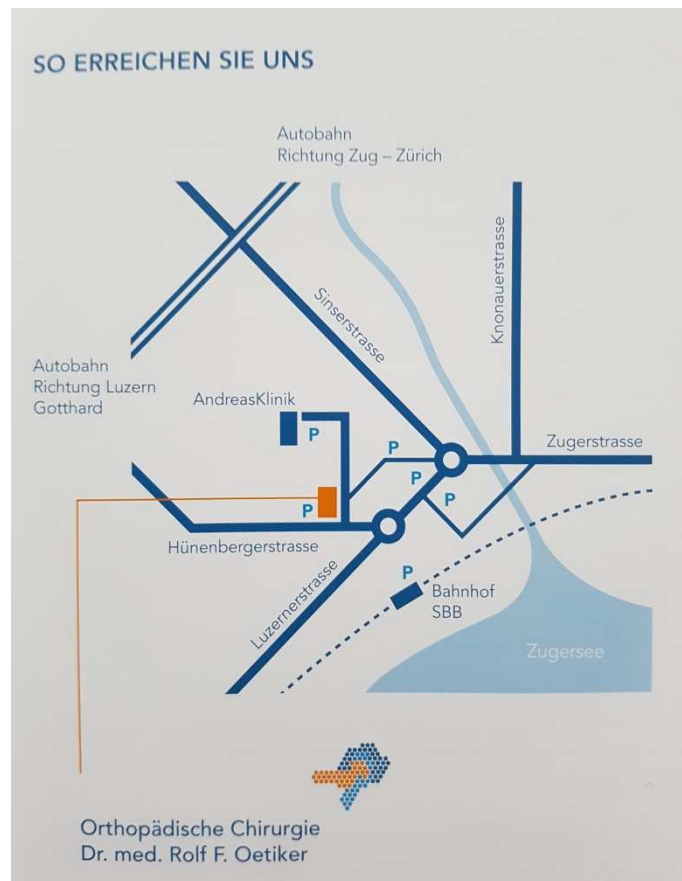 SO ERREICHEN SIE UNS
Autobahn
Richtung Zug – Zürich
Sinserstrasse
Knonauerstrasse
Autobahn
Richtung Luzern
Gotthard
AndreasKlinik
P
P
Zugerstrasse
P
P
P
Hünenbergerstrasse
Luzernerstrasse
P
Bahnhof
SBB
Zugersee
Orthopädische Chirurgie
Dr. med. Rolf F. Oetiker